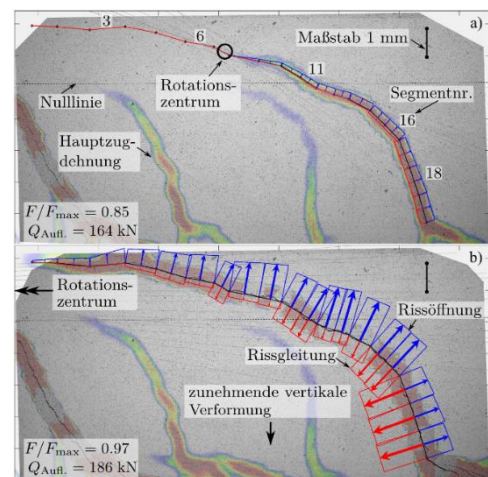 3
6
Maßstab 1 mm
a)
11
Rotations-
zentrum
Segmentnr.
Nulllinie
16
Hauptzug-
dehnung
18
F/Fmax = 0.85
QAufl. = 164 kN
b)
Rotations-
zentrum
Rissöffnung
Rissgleitung
zunehmende vertikale
Verformung
F/Fmax = 0.97
QAufl. = 186 kN